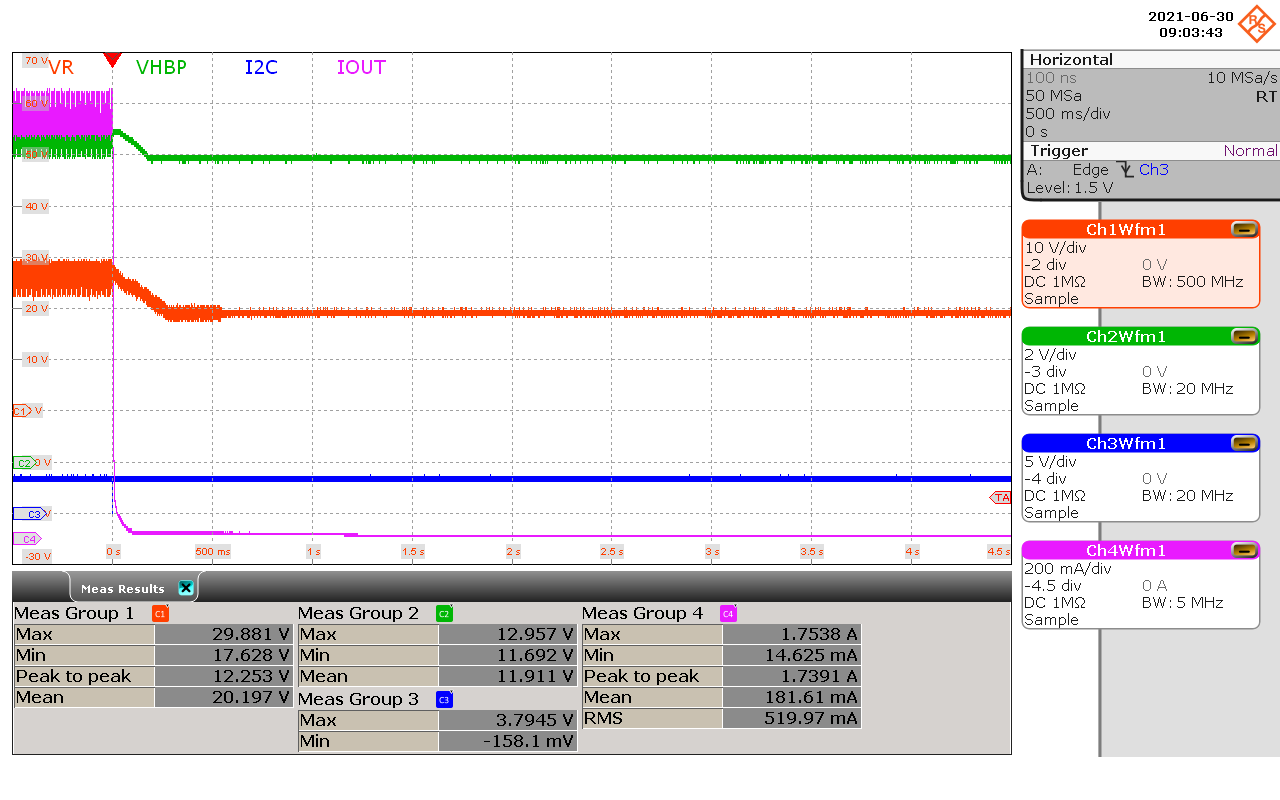 2021-06-30
09:03:43
R&S
70 V
VR
VHBP
I2C
IOUT
60 V
50 V
40 V
30 V
20 V
10 V
C1
V
C2
0 V
C3
V
TA
C4
-30 V
0 s
500 ms
1 s
1.5 s
2 s
2.5 s
3 s
3.5 s
4 s
4.5 s
Horizontal
100 ns 10 MSa/s
50 MSa RT
500 ms/div
0 s
Trigger Normal
A: Edge Ch3
Level: 1.5 V
Ch1Wfm1
10 V/div
-2 div 0 V
DC 1MΩ BW: 500 MHz
Sample
Ch2Wfm1
2 V/div
-3 div 0 V
DC 1MΩ BW: 20 MHz
Sample
Ch3Wfm1
5 V/div
-4 div 0 V
DC 1MΩ BW: 20 MHz
Sample
Ch4Wfm1
200 mA/div
-4.5 div 0 A
DC 1MΩ BW: 5 MHz
Sample
Meas Results
Meas Group 1 C1
Max 29.881 V
Min 17.628 V
Peak to peak 12.253 V
Mean 20.197 V
Meas Group 2 C2
Max 12.957 V
Min 11.692 V
Mean 11.911 V
Meas Group 3 C3
Max 3.7945 V
Min -158.1 mV
Meas Group 4 C4
Max 1.7538 A
Min 14.625 mA
Peak to peak 1.7391 A
Mean 181.61 mA
RMS 519.97 mA